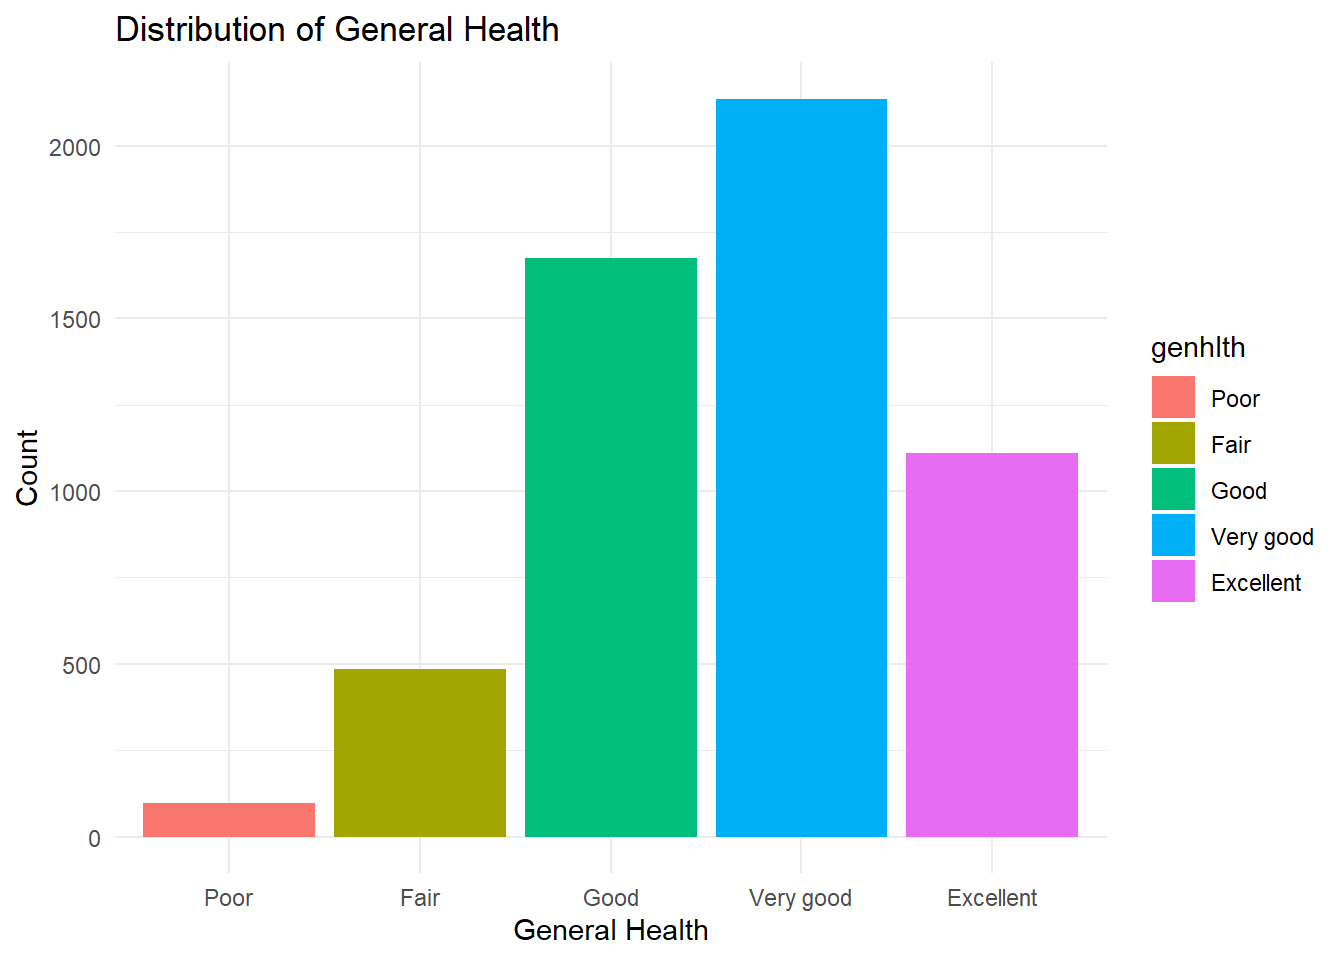 Distribution of General Health
Count
2000
1500
1000
500
0
Poor
Fair
Good
Very good
Excellent
General Health
genhlth
Poor
Fair
Good
Very good
Excellent